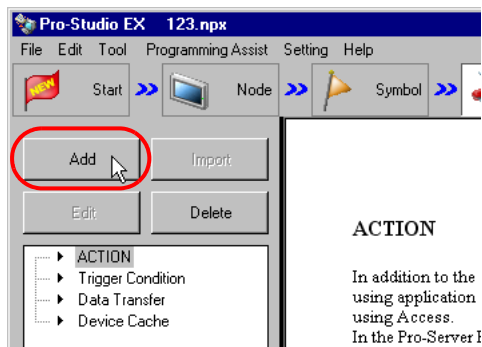 Pro-Studio EX 123.npx
File Edit Tool Programming Assist Setting Help
NEW Start Node Symbol
Add Import
Edit Delete
ACTION
Trigger Condition
Data Transfer
Device Cache
ACTION
In addition to the
using application
using Access.
In the Pro-Server